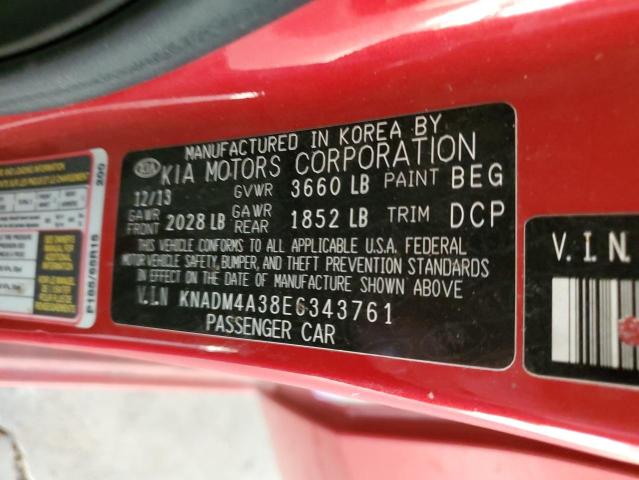 MANUFACTURED IN KOREA BY
KIA MOTORS CORPORATION
12/13 GVWR 3660 LB PAINT BEG
GAWR FRONT 2028 LB GAWR REAR 1852 LB TRIM DCP
THIS VEHICLE CONFORMS TO ALL APPLICABLE U.S.A. FEDERAL
MOTOR VEHICLE SAFETY, BUMPER, AND THEFT PREVENTION STANDARDS
IN EFFECT ON THE DATE OF MANUFACTURE SHOWN ABOVE
V.I.N KNADM4A38E6343761
PASSENGER CAR
V.I.N.